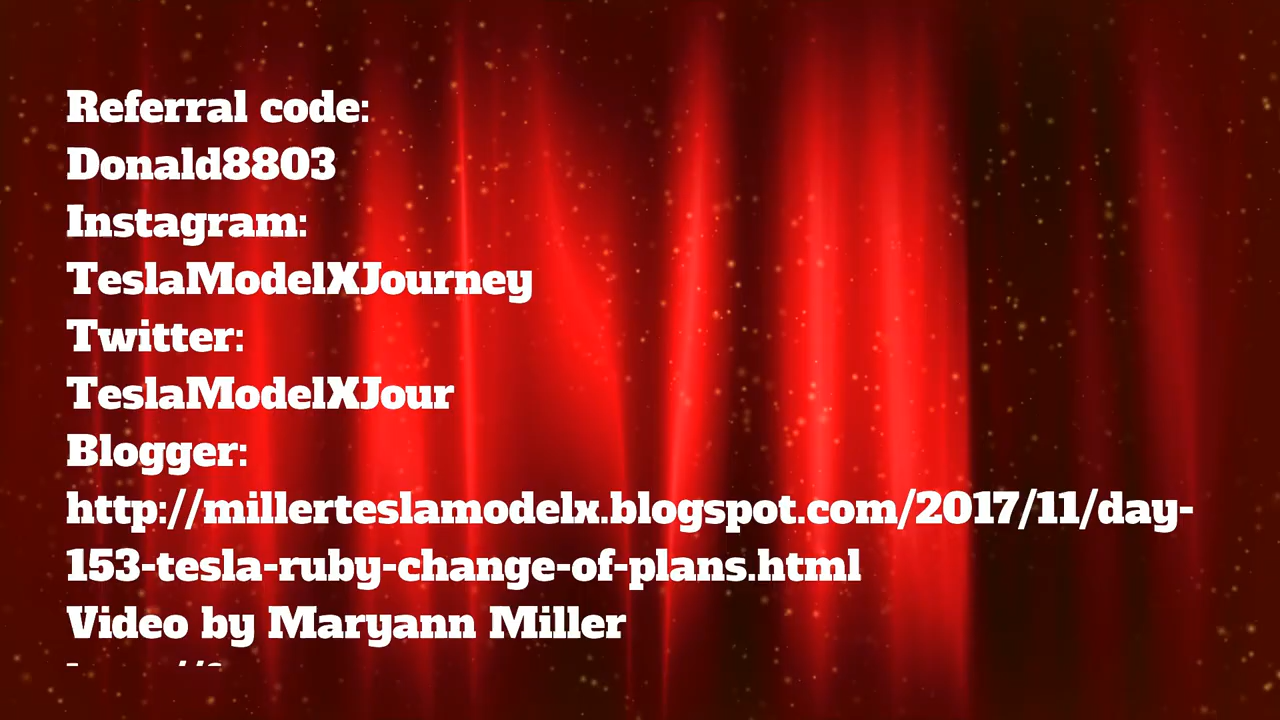 Referral code:
Donald8803
Instagram:
TeslaModelXJourney
Twitter:
TeslaModelXJour
Blogger:
http://millerteslamodelx.blogspot.com/2017/11/day-
153-tesla-ruby-change-of-plans.html
Video by Maryann Miller